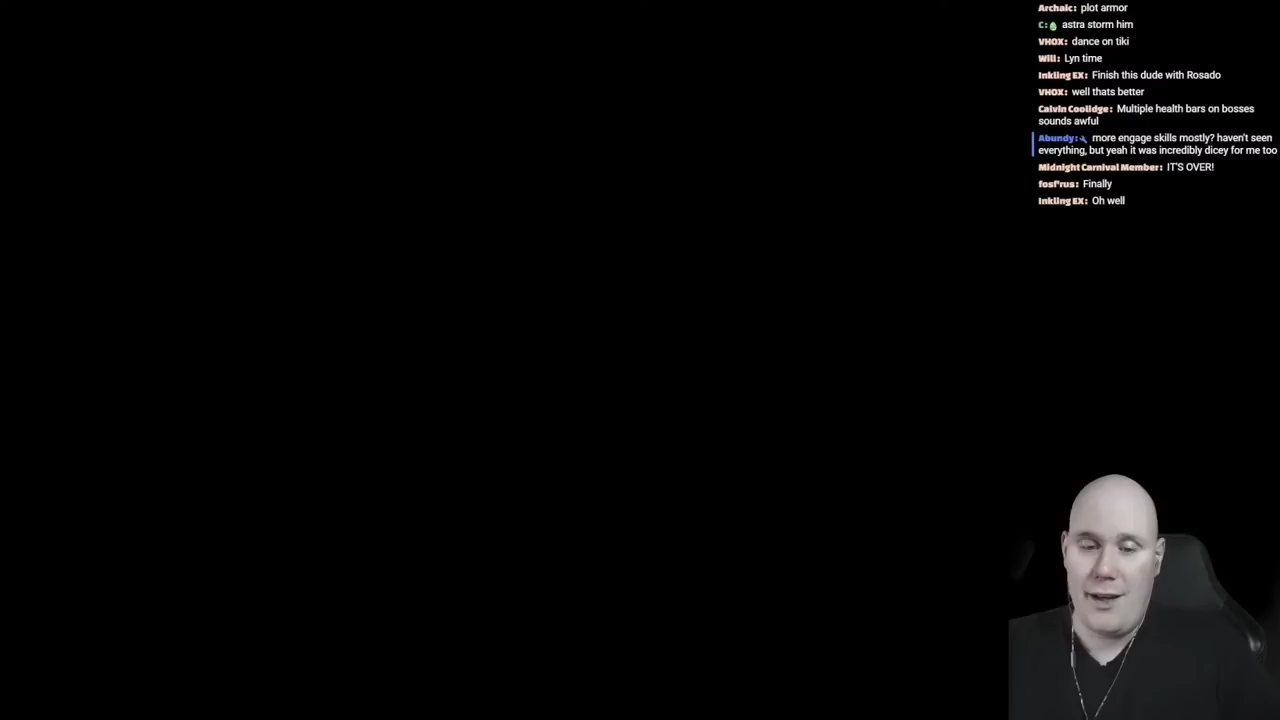 Archaic: plot armor
C: astra storm him
VHOX: dance on tiki
Will: Lyn time
Inkling EX: Finish this dude with Rosado
VHOX: well thats better
Calvin Coolidge: Multiple health bars on bosses
sounds awful
Abundy: more engage skills mostly? haven't seen
everything, but yeah it was incredibly dicey for me too
Midnight Carnival Member: IT'S OVER!
fosf'rus: Finally
Inkling EX: Oh well